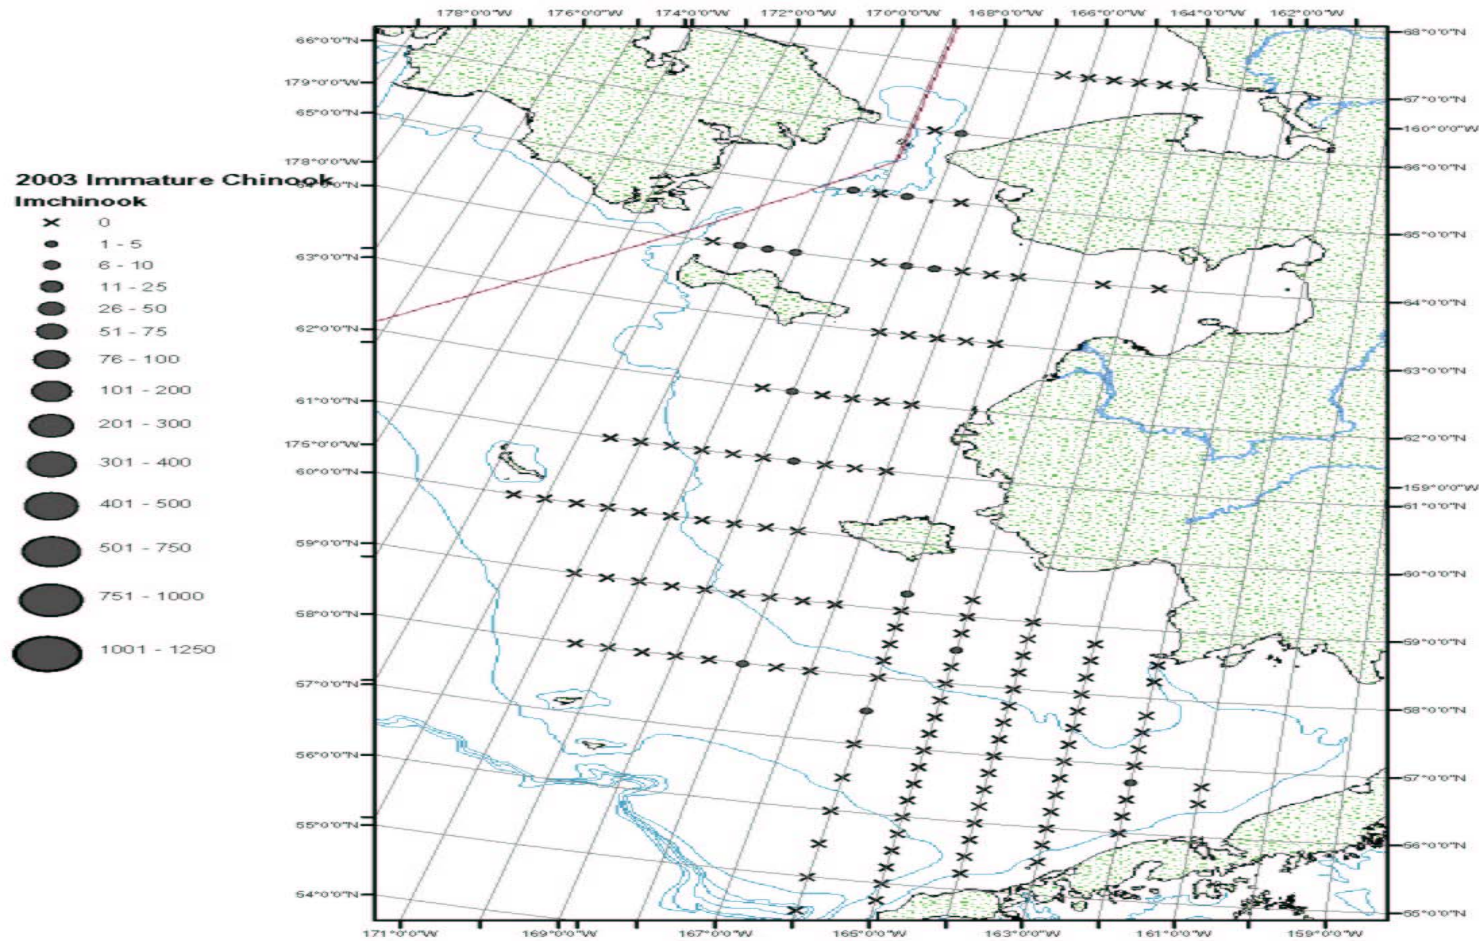 178°0'0"W 176°0'0"W 174°0'0"W 172°0'0"W 170°0'0"W 168°0'0"W 166°0'0"W 164°0'0"W 162°0'0"W
66°0'0"N
179°0'0"W
65°0'0"N
178°0'0"W
64°0'0"N
63°0'0"N
62°0'0"N
61°0'0"N
175°0'0"W
60°0'0"N
59°0'0"N
58°0'0"N
57°0'0"N
56°0'0"N
55°0'0"N
54°0'0"N
2003 Immature Chinook
Imchinook
0
1 - 5
6 - 10
11 - 25
26 - 50
51 - 75
76 - 100
101 - 200
201 - 300
301 - 400
401 - 500
501 - 750
751 - 1000
1001 - 1250
68°0'0"N
67°0'0"N
160°0'0"W
66°0'0"N
65°0'0"N
64°0'0"N
63°0'0"N
62°0'0"N
159°0'0"W
61°0'0"N
60°0'0"N
59°0'0"N
58°0'0"N
57°0'0"N
56°0'0"N
55°0'0"N
171°0'0"W 169°0'0"W 167°0'0"W 165°0'0"W 163°0'0"W 161°0'0"W 159°0'0"W